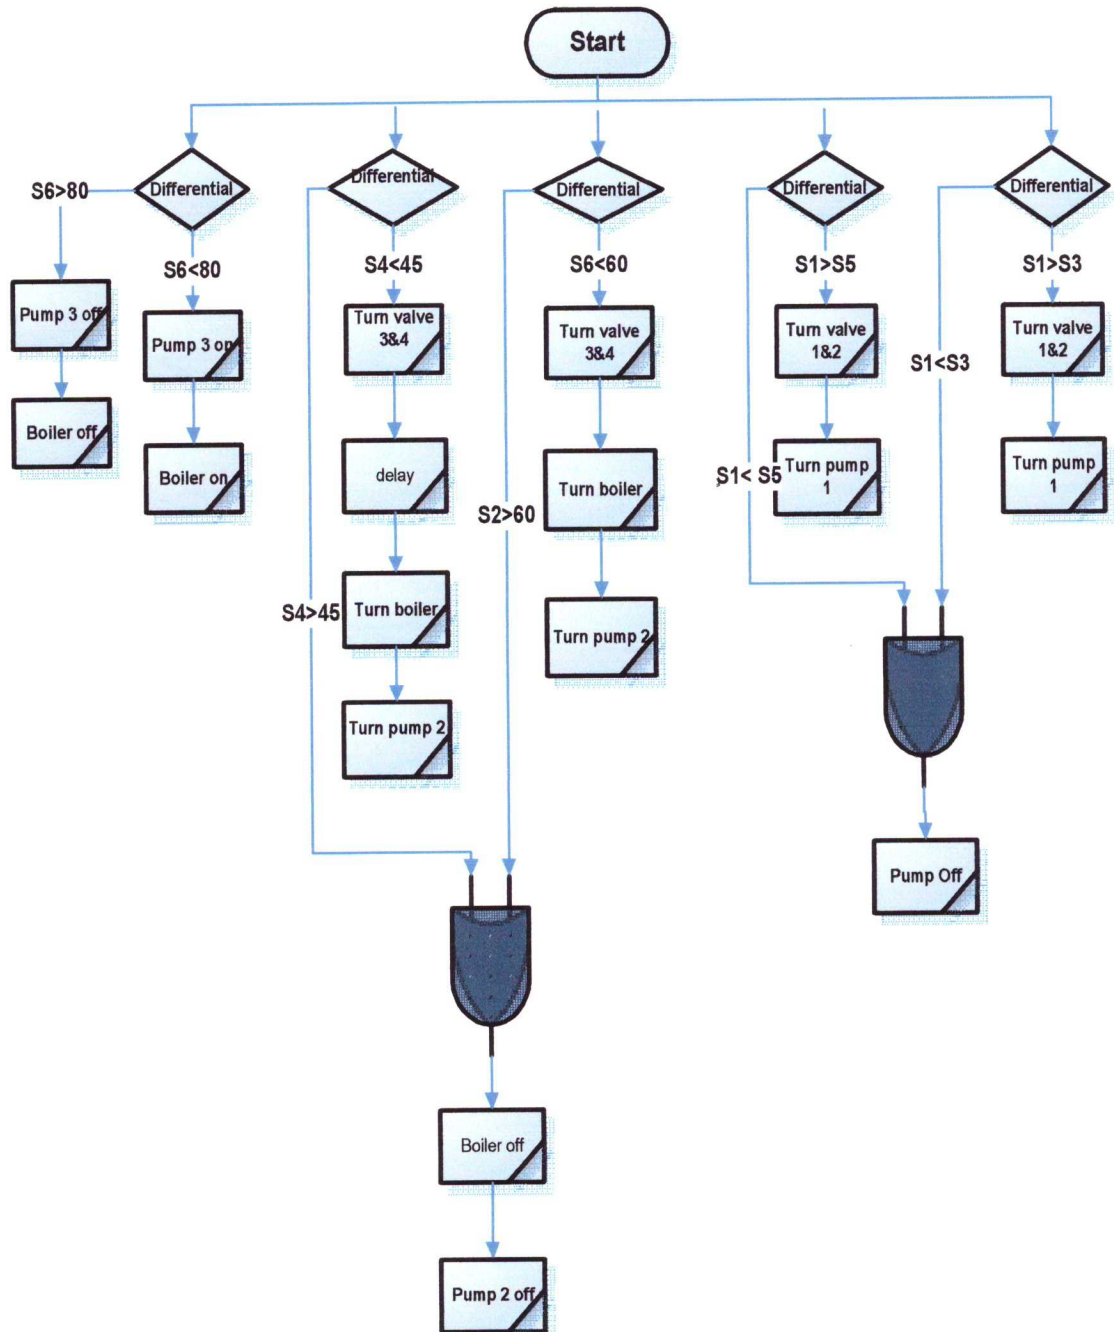 Start
Differential
Differential
Differential
Differential
Differential
S6>80
S6<80
S4<45
S6<60
S1>S5
S1>S3
Pump 3 off
Pump 3 on
Turn valve
3&4
Turn valve
3&4
Turn valve
1&2
Turn valve
1&2
S1<S3
Boiler off
Boiler on
delay
Turn boiler
Turn pump
1
Turn pump
1
S1< S5
S2>60
S4>45
Turn boiler
Turn pump 2
Turn pump 2
Pump Off
Boiler off
Pump 2 off